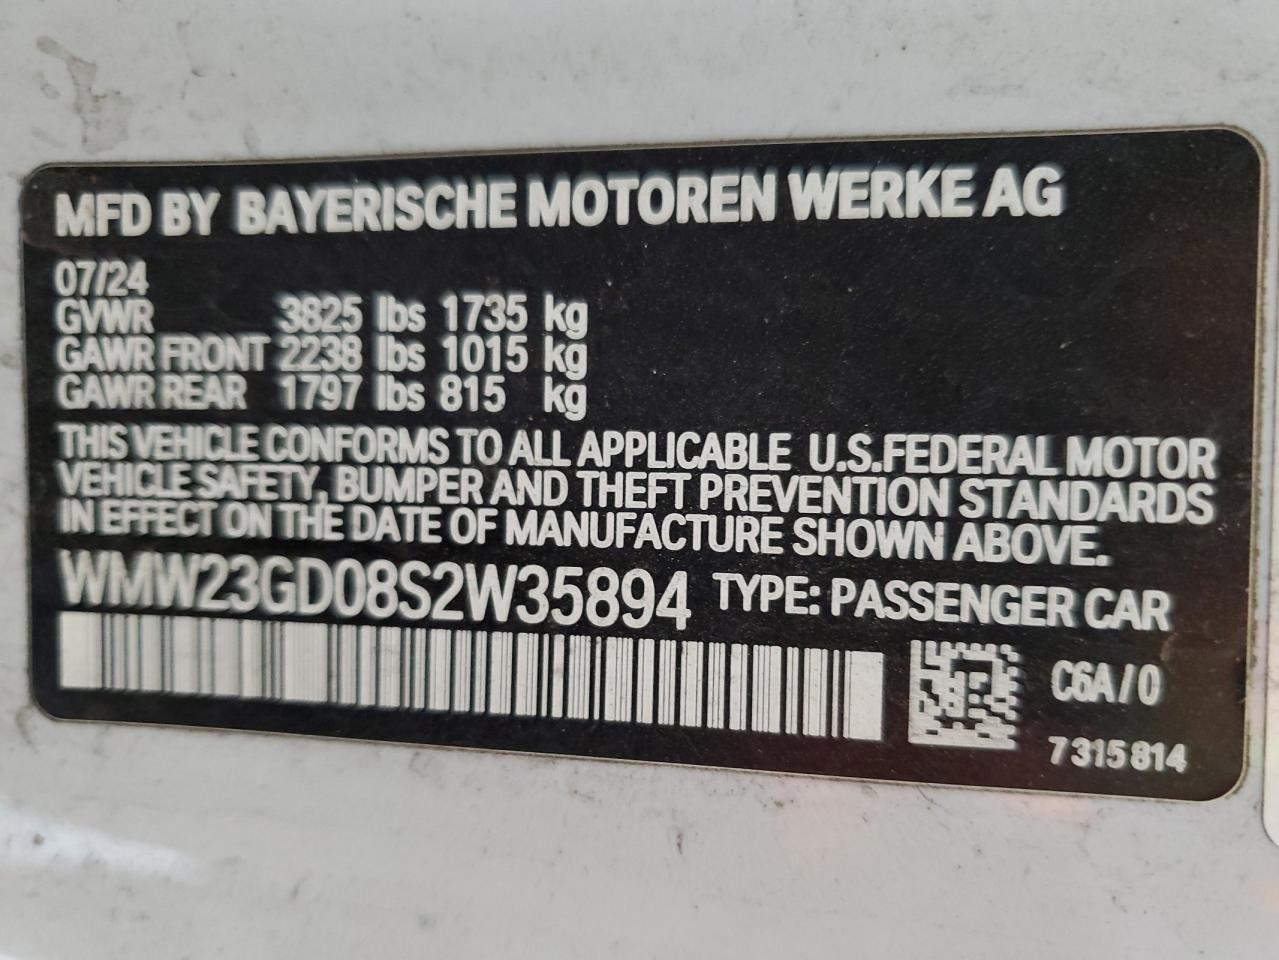 MFD BY BAYERISCHE MOTOREN WERKE AG
07/24
GVWR 3825 lbs 1735 kg
GAWR FRONT 2238 lbs 1015 kg
GAWR REAR 1797 lbs 815 kg
THIS VEHICLE CONFORMS TO ALL APPLICABLE U.S.FEDERAL MOTOR
VEHICLE SAFETY, BUMPER AND THEFT PREVENTION STANDARDS
IN EFFECT ON THE DATE OF MANUFACTURE SHOWN ABOVE.
WMW23GD08S2W35894 TYPE: PASSENGER CAR
C6A/0
7315814